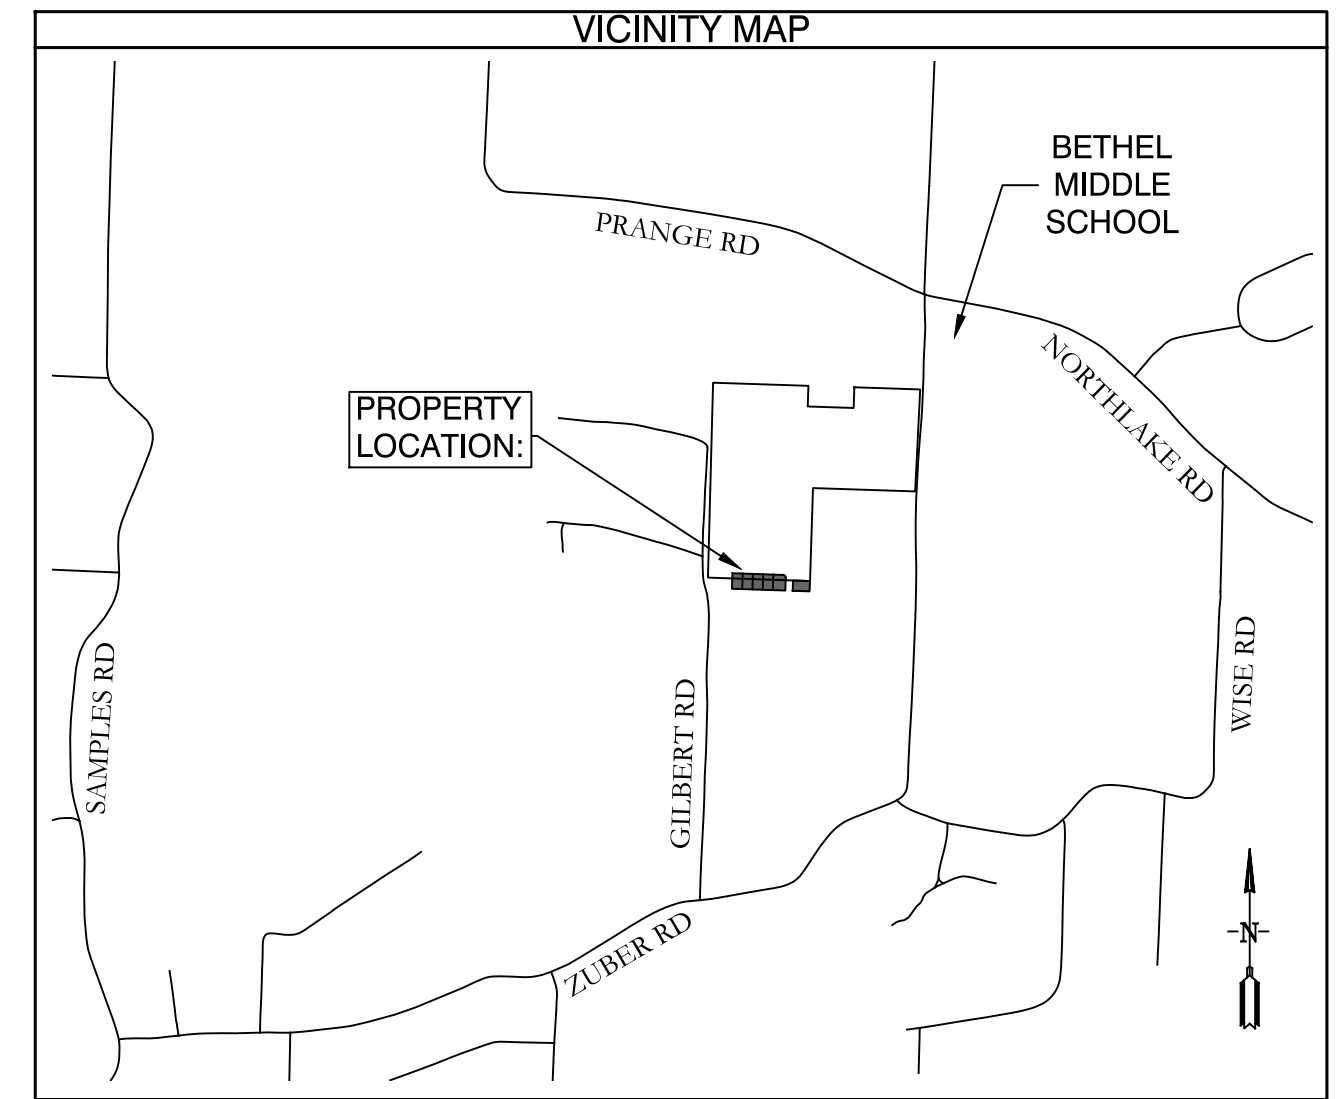 VICINITY MAP
BETHEL
MIDDLE
SCHOOL
PRANGE RD
NORTHLAKE RD
PROPERTY
LOCATION:
SAMPLES RD
GILBERT RD
WISE RD
ZUBER RD
N